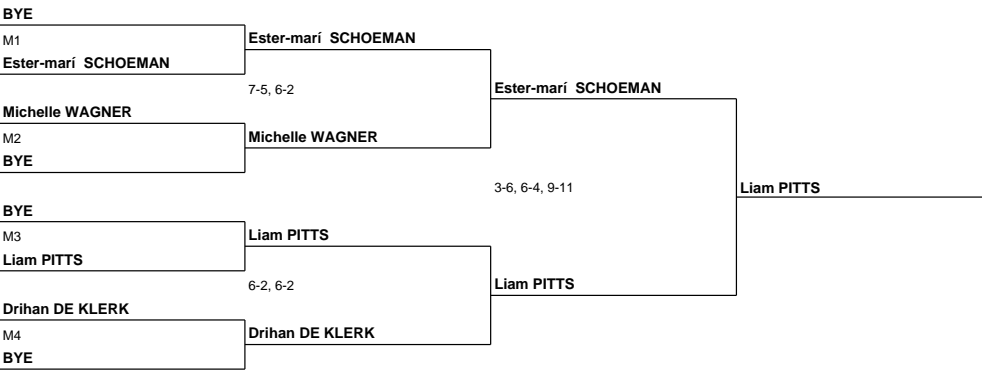 BYE
M1
Ester-marí  SCHOEMAN
Michelle WAGNER
M2
BYE
BYE
M3
Liam PITTS
Drihan DE KLERK
M4
BYE
Ester-marí  SCHOEMAN
7-5, 6-2
Michelle WAGNER
Liam PITTS
6-2, 6-2
Drihan DE KLERK
Ester-marí  SCHOEMAN
3-6, 6-4, 9-11
Liam PITTS
Liam PITTS